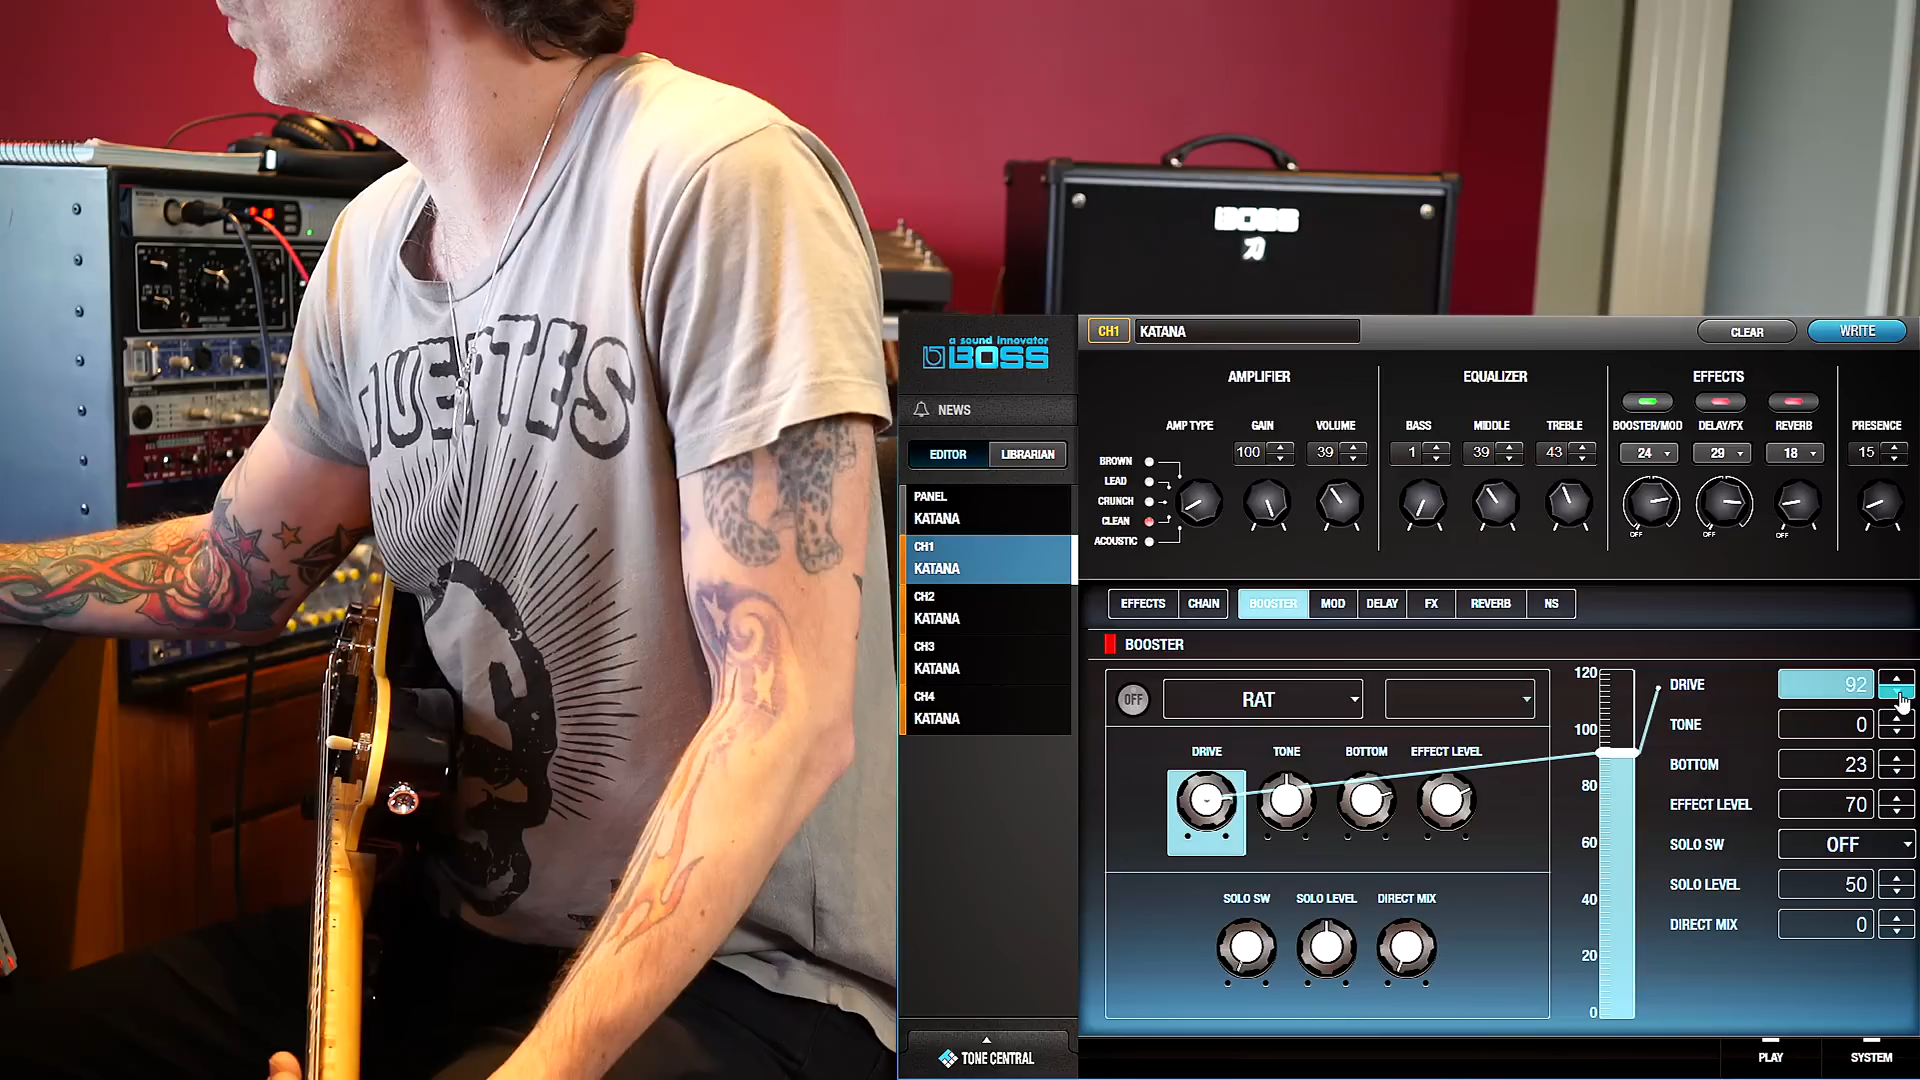 DUERTES
BOSS
刀
a sound innovator
BOSS
NEWS
EDITOR LIBRARIAN
PANEL
KATANA
CH1
KATANA
CH2
KATANA
CH3
KATANA
CH4
KATANA
TONE CENTRAL
CH1 KATANA CLEAR WRITE
AMPLIFIER EQUALIZER EFFECTS
AMP TYPE GAIN VOLUME BASS MIDDLE TREBLE BOOSTER/MOD DELAY/FX REVERB PRESENCE
100 39 1 39 43 24 29 18 15
BROWN
LEAD
CRUNCH
CLEAN
ACOUSTIC
OFF OFF OFF
EFFECTS CHAIN BOOSTER MOD DELAY FX REVERB NS
BOOSTER
OFF RAT
DRIVE TONE BOTTOM EFFECT LEVEL
SOLO SW SOLO LEVEL DIRECT MIX
120
100
80
60
40
20
0
DRIVE 92
TONE 0
BOTTOM 23
EFFECT LEVEL 70
SOLO SW OFF
SOLO LEVEL 50
DIRECT MIX 0
PLAY SYSTEM